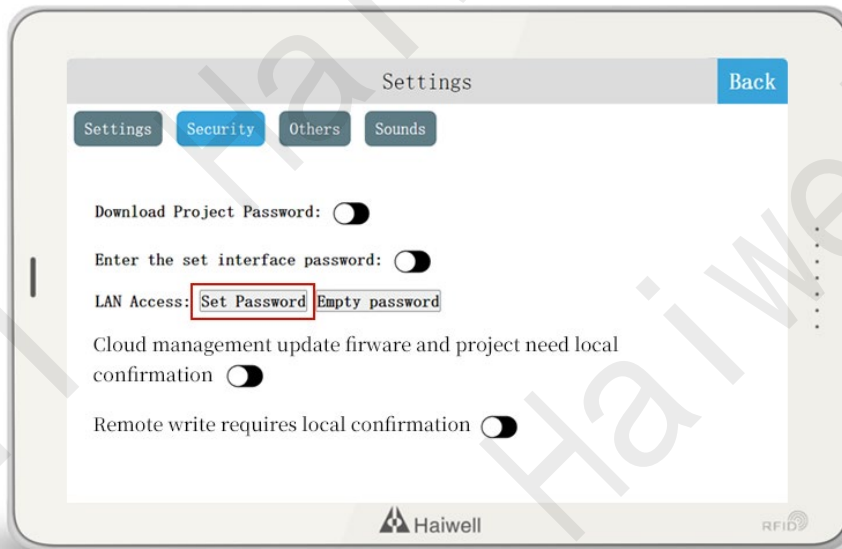 Settings
Back
Settings Security Others Sounds
Download Project Password:
Enter the set interface password:
LAN Access: Set Password Empty password
Cloud management update firware and project need local
confirmation
Remote write requires local confirmation
Haiwell
RFID
Haiwell